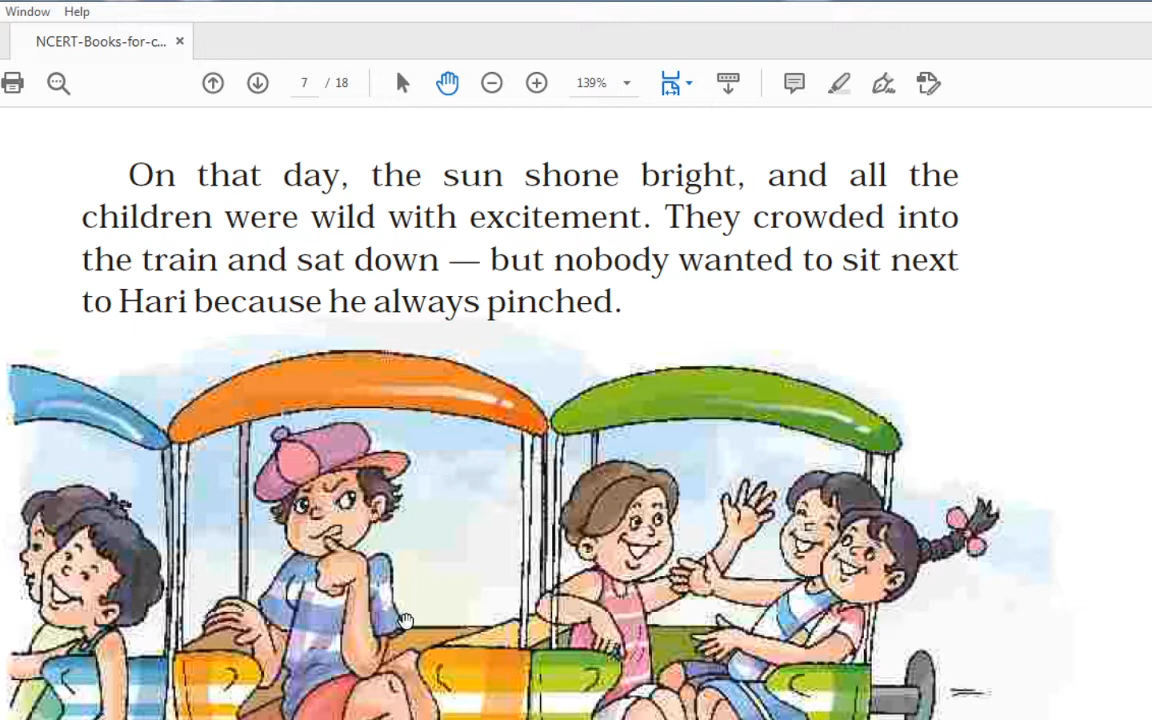 Window Help
NCERT-Books-for-c... ×
7 / 18 139%
On that day, the sun shone bright, and all the
children were wild with excitement. They crowded into
the train and sat down — but nobody wanted to sit next
to Hari because he always pinched.